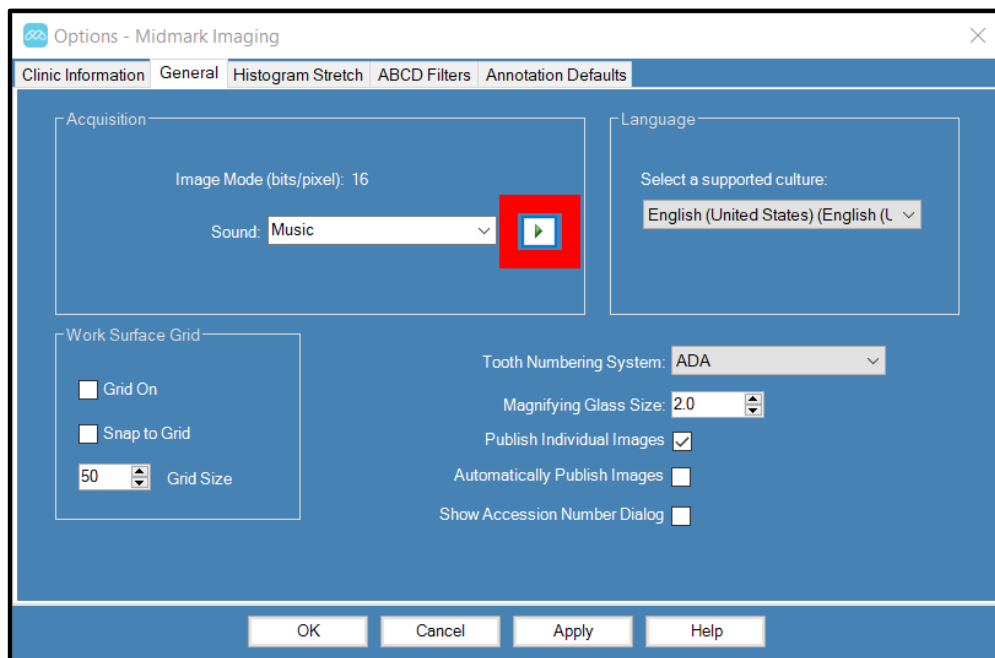 Options - Midmark Imaging
Clinic Information General Histogram Stretch ABCD Filters Annotation Defaults
Acquisition
Image Mode (bits/pixel): 16
Sound: Music
Language
Select a supported culture:
English (United States) (English (U
Work Surface Grid
Grid On
Snap to Grid
50 Grid Size
Tooth Numbering System: ADA
Magnifying Glass Size: 2.0
Publish Individual Images
Automatically Publish Images
Show Accession Number Dialog
OK Cancel Apply Help